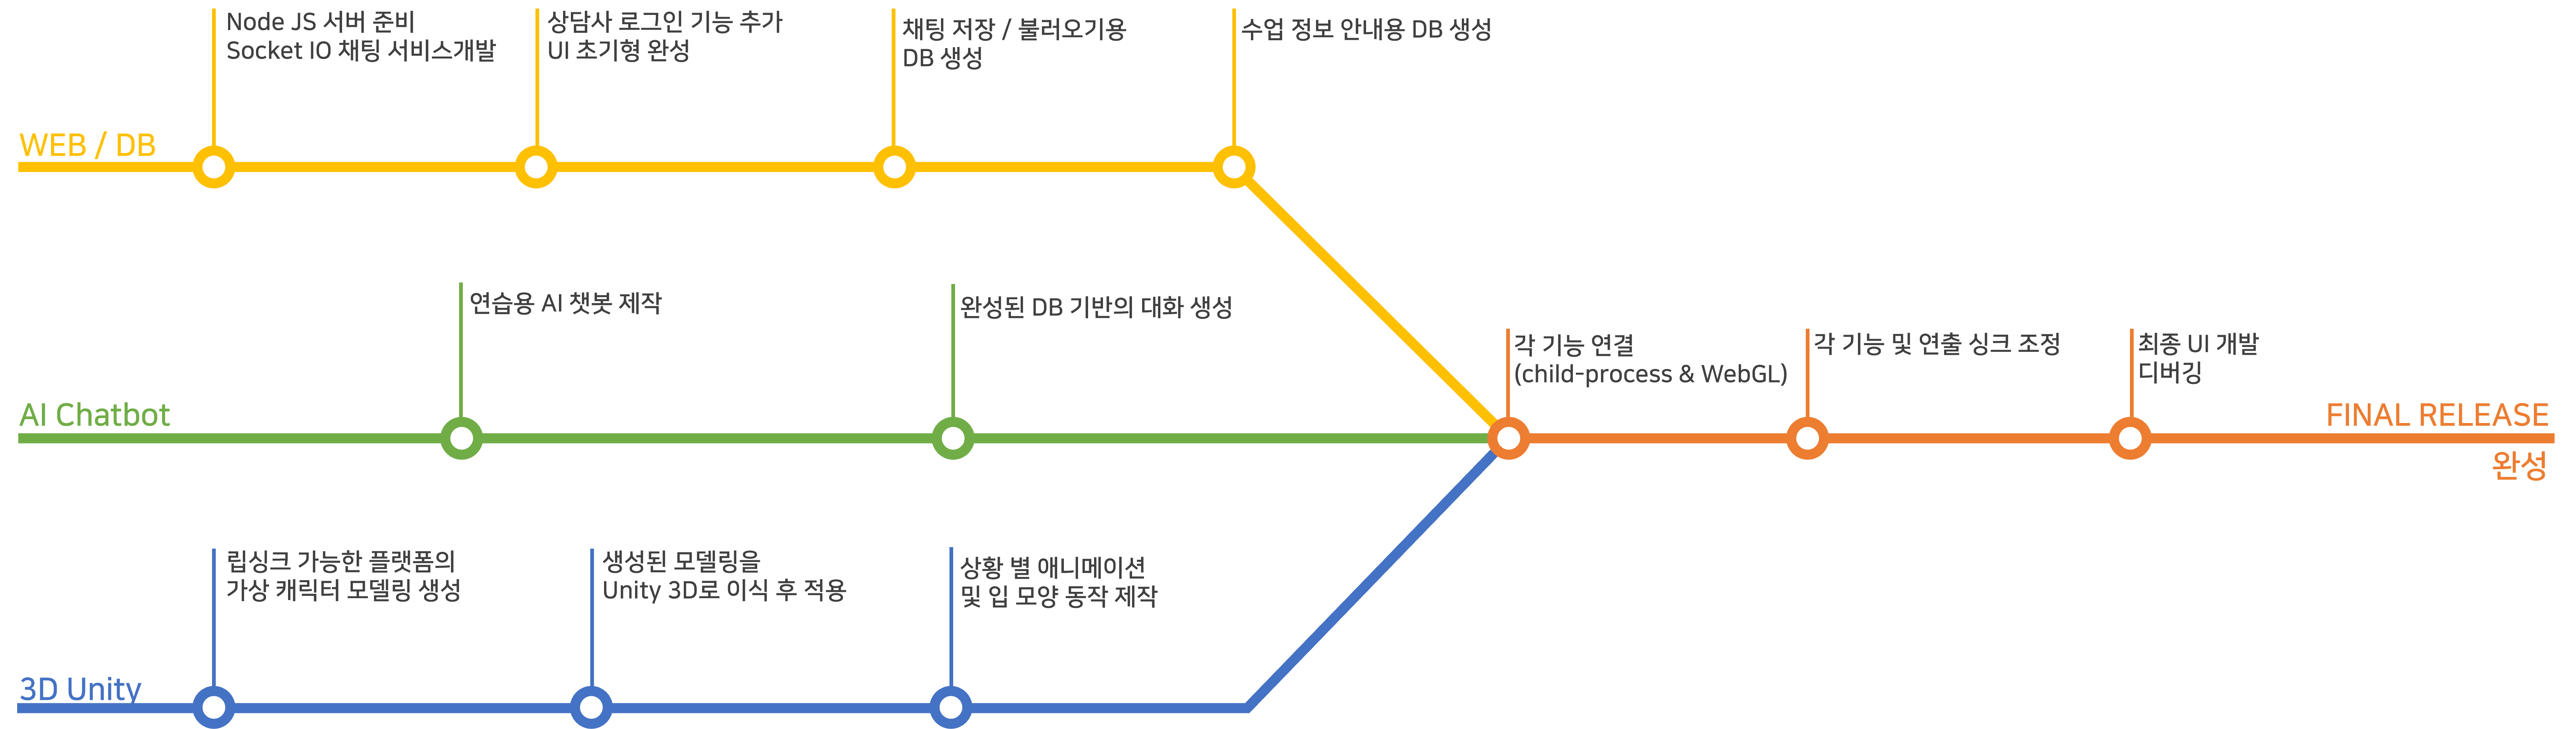 Node JS 서버 준비
Socket IO 채팅 서비스개발
상담사 로그인 기능 추가
UI 초기형 완성
채팅 저장 / 불러오기용
DB 생성
수업 정보 안내용 DB 생성
WEB / DB
연습용 AI 챗봇 제작
완성된 DB 기반의 대화 생성
각 기능 연결
(child-process & WebGL)
각 기능 및 연출 싱크 조정
최종 UI 개발
디버깅
AI Chatbot
FINAL RELEASE
완성
립싱크 가능한 플랫폼의
가상 캐릭터 모델링 생성
생성된 모델링을
Unity 3D로 이식 후 적용
상황 별 애니메이션
및 입 모양 동작 제작
3D Unity